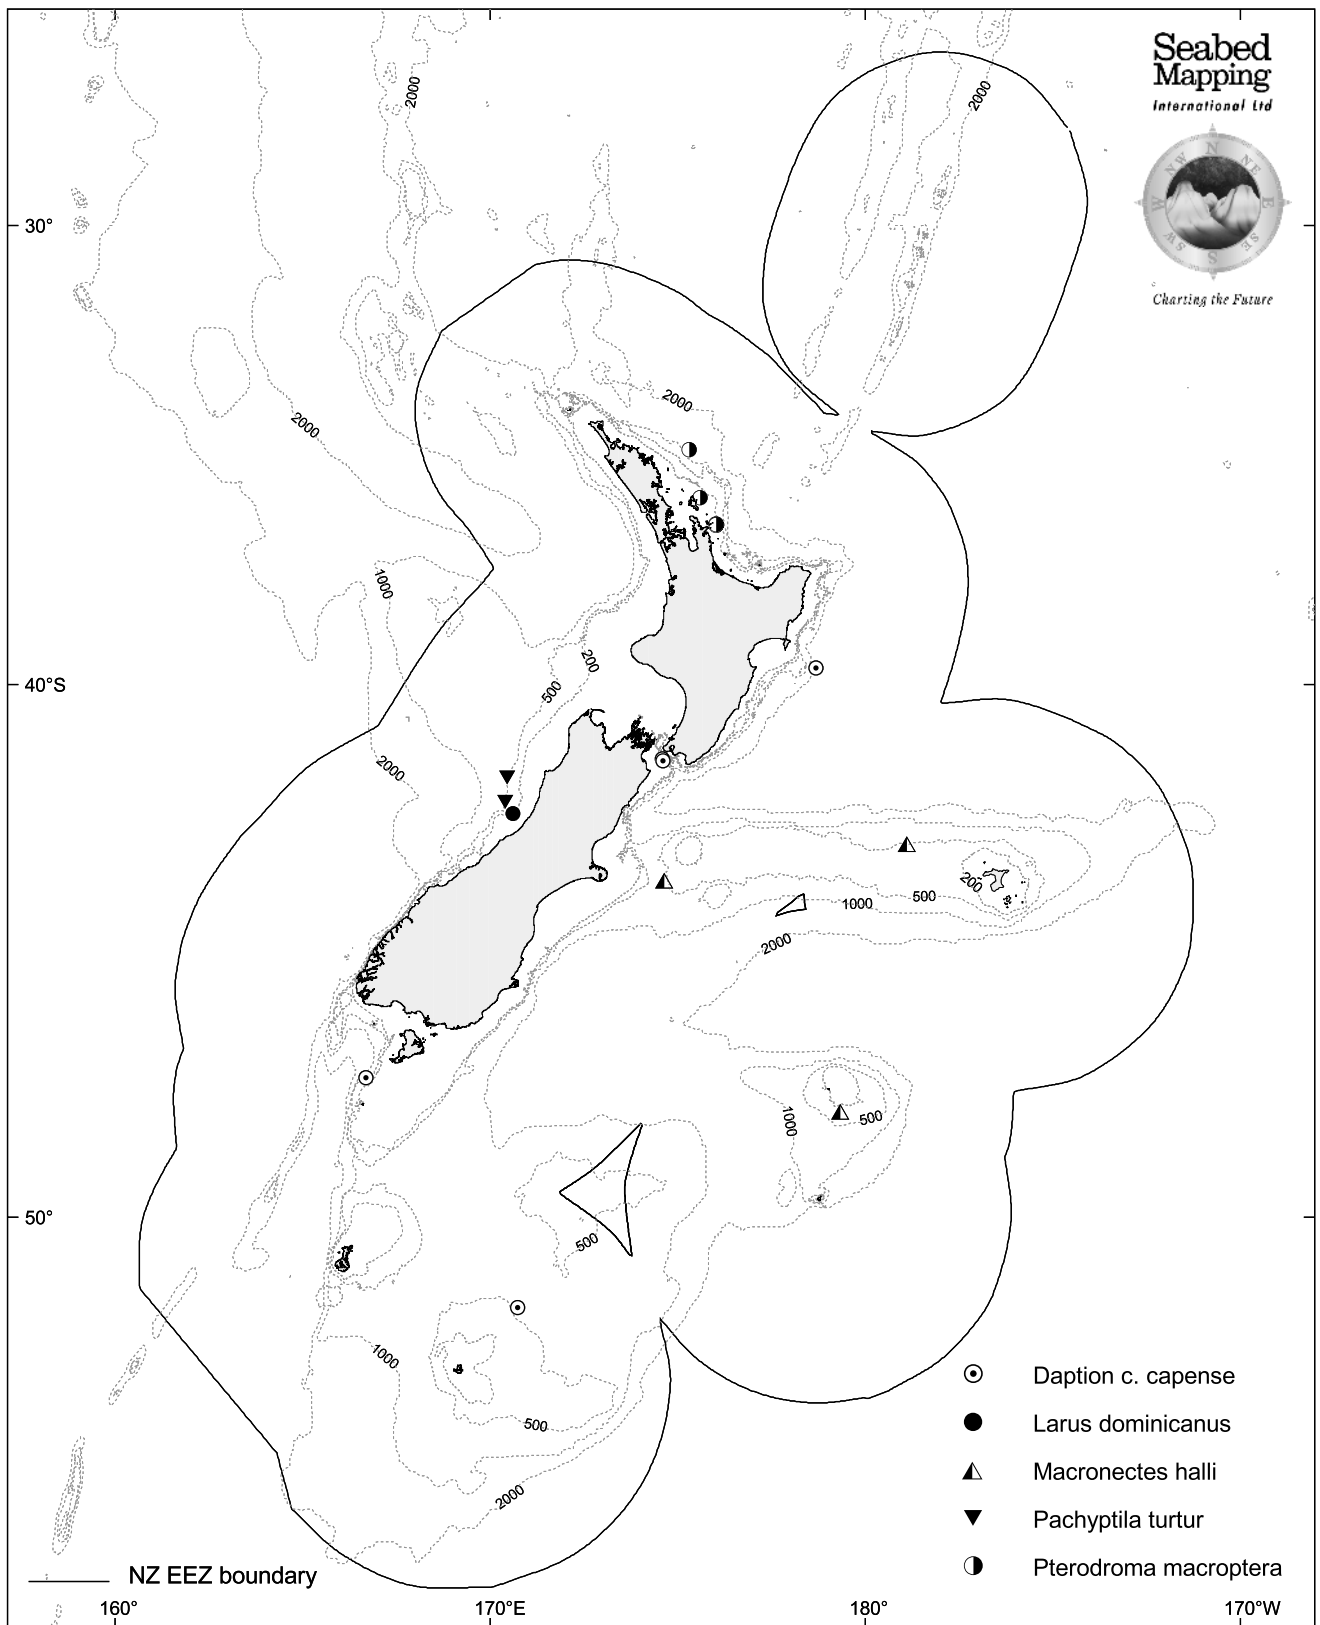 Seabed
Mapping
International Ltd
N
NW
NE
W
E
SW
SE
S
Charting the Future
2000
2000
30°
2000
2000
1000
200
500
40°S
2000
200
500
1000
2000
1000
500
50°
500
1000
500
2000
Daption c. capense
Larus dominicanus
Macronectes halli
Pachyptila turtur
Pterodroma macroptera
NZ EEZ boundary
160°
170°E
180°
170°W